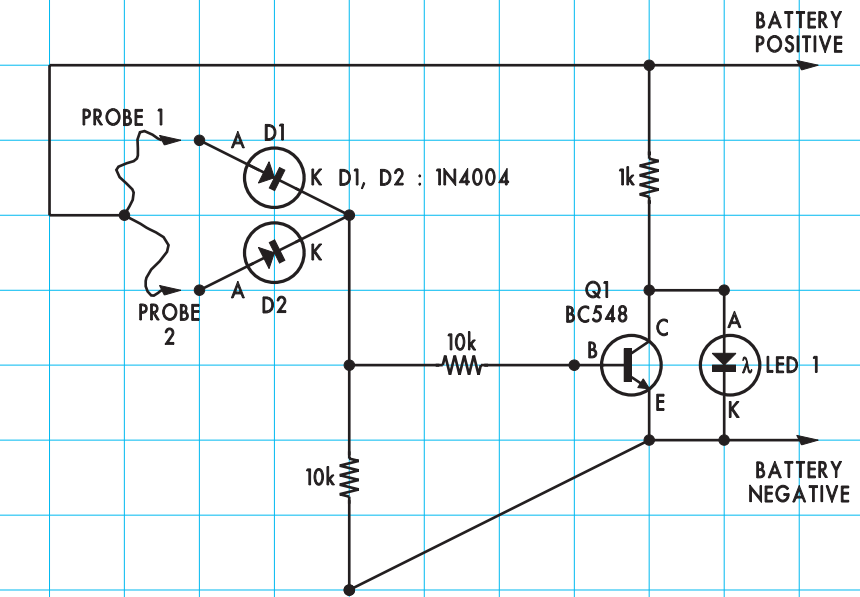 BATTERY
POSITIVE
PROBE 1
A
D1
K
D1, D2 : 1N4004
1k
K
A
D2
PROBE
2
Q1
BC548
C
A
10k
B
λ
LED 1
E
K
10k
BATTERY
NEGATIVE